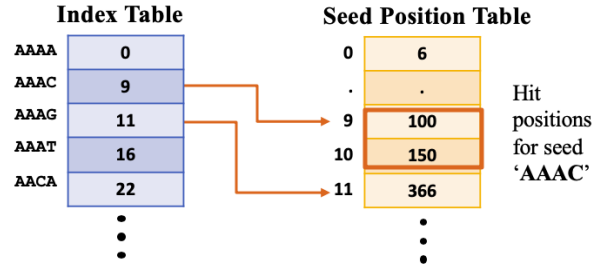 Index Table
Seed Position Table
AAAA 0
AAAC 9
AAAG 11
AAAT 16
AACA 22
0 6
. .
9 100
10 150
11 366
Hit
positions
for seed
‘AAAC’